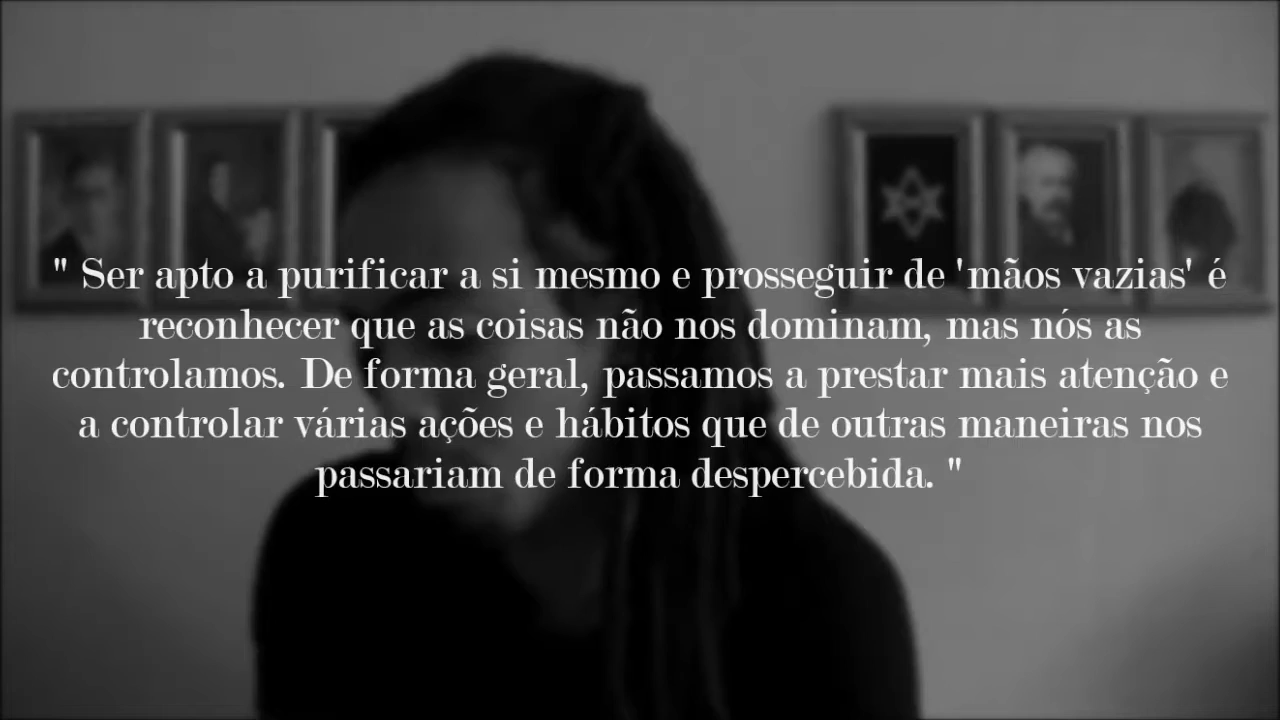 " Ser apto a purificar a si mesmo e prosseguir de 'mãos vazias' é
reconhecer que as coisas não nos dominam, mas nós as
controlamos. De forma geral, passamos a prestar mais atenção e
a controlar várias ações e hábitos que de outras maneiras nos
passariam de forma despercebida. "